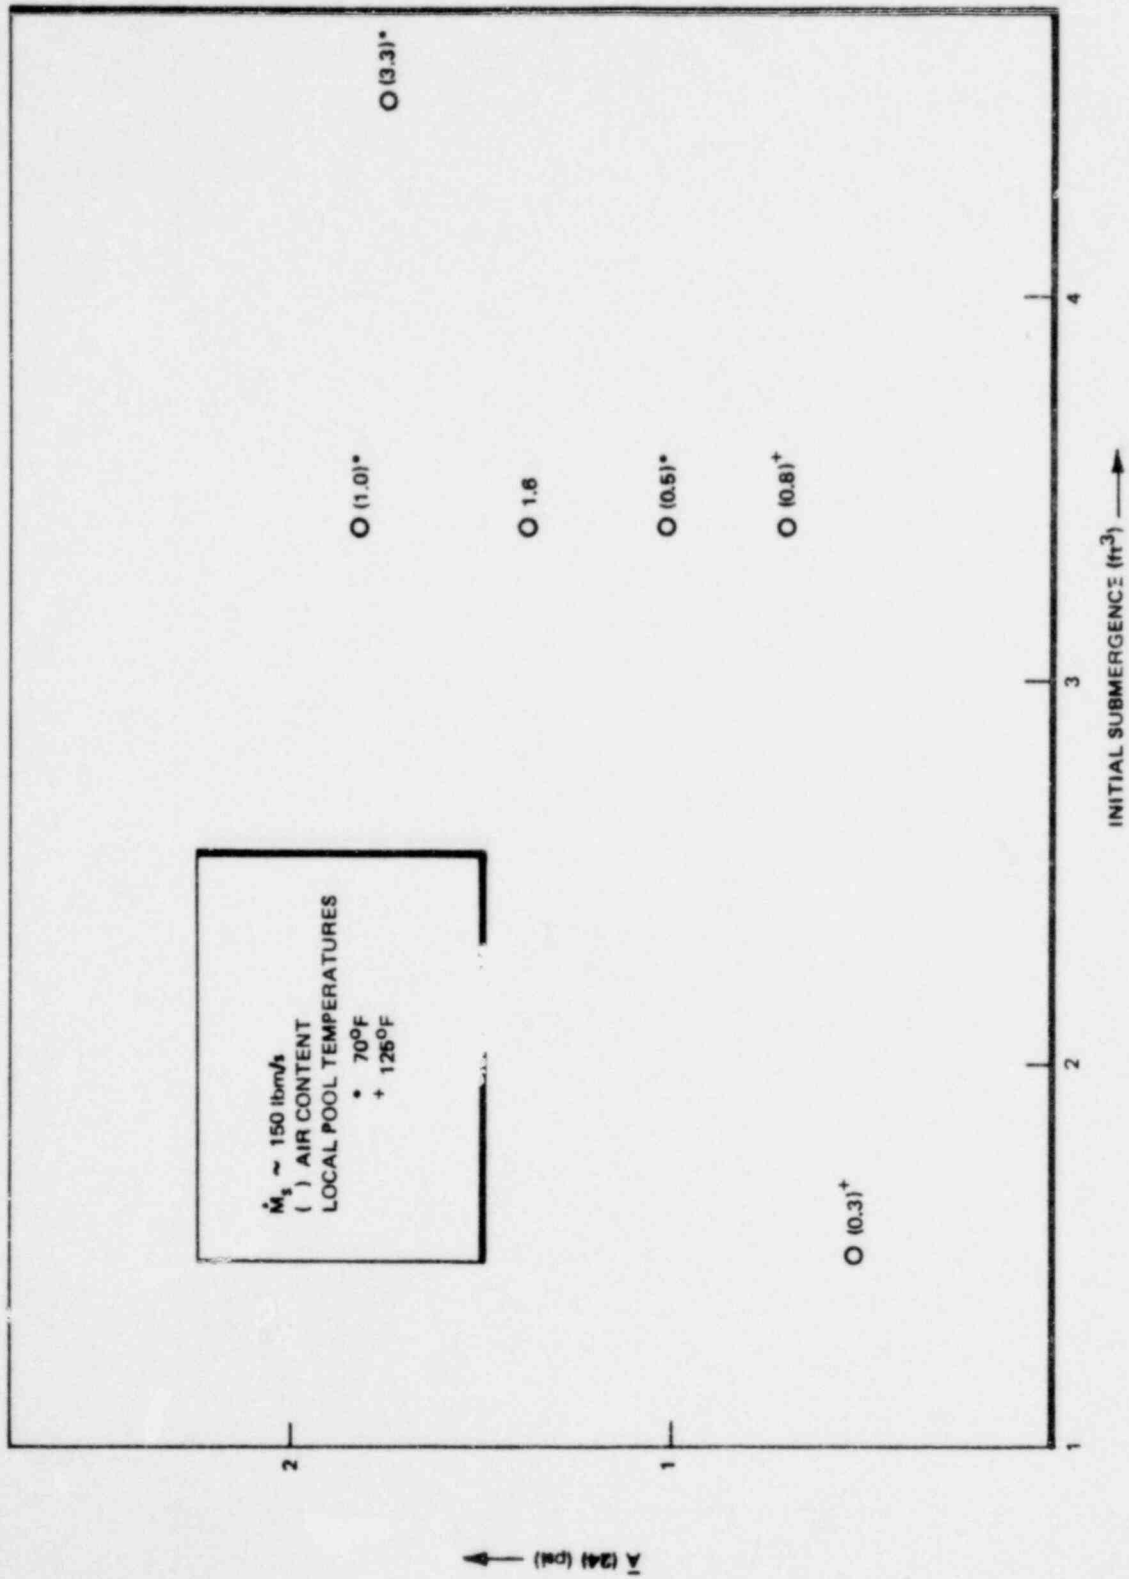 Ṁₛ ~ 150 lbm/s
( ) AIR CONTENT
LOCAL POOL TEMPERATURES
• 70°F
+ 125°F
(3.3)•
(1.0)•
1.6
(0.5)•
(0.8)⁺
(0.3)⁺
2
1
A̅ (24) (psi)
1
2
3
4
INITIAL SUBMERGENCE (ft³)